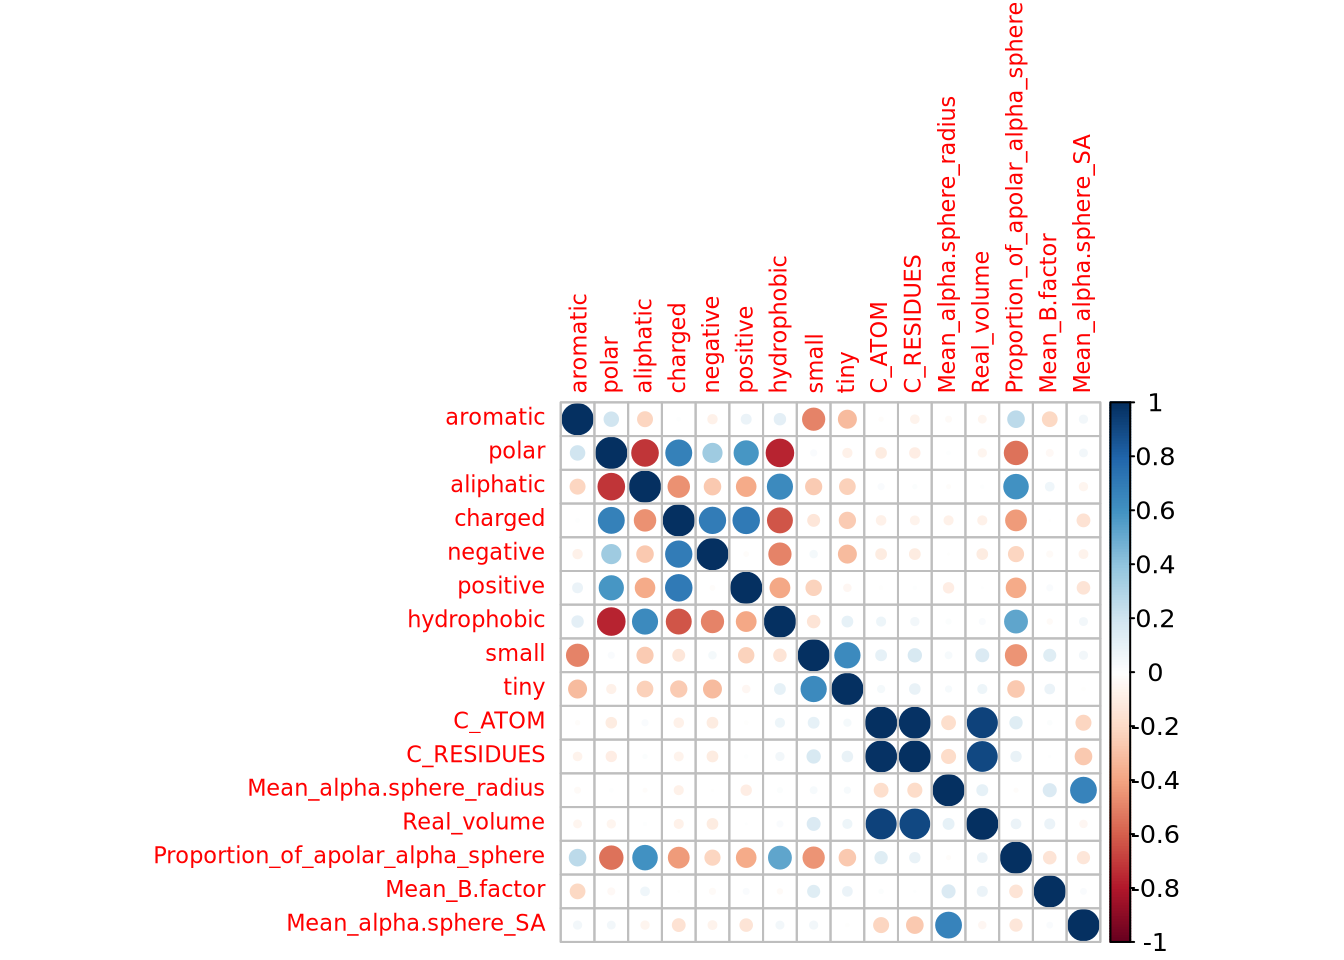 aromatic
polar
aliphatic
charged
negative
positive
hydrophobic
small
tiny
C_ATOM
C_RESIDUES
Mean_alpha.sphere_radius
Real_volume
Proportion_of_apolar_alpha_sphere
Mean_B.factor
Mean_alpha.sphere_SA
aromatic
polar
aliphatic
charged
negative
positive
hydrophobic
small
tiny
C_ATOM
C_RESIDUES
Mean_alpha.sphere_radius
Real_volume
Proportion_of_apolar_alpha_sphere
Mean_B.factor
Mean_alpha.sphere_SA
1
0.8
0.6
0.4
0.2
0
-0.2
-0.4
-0.6
-0.8
-1